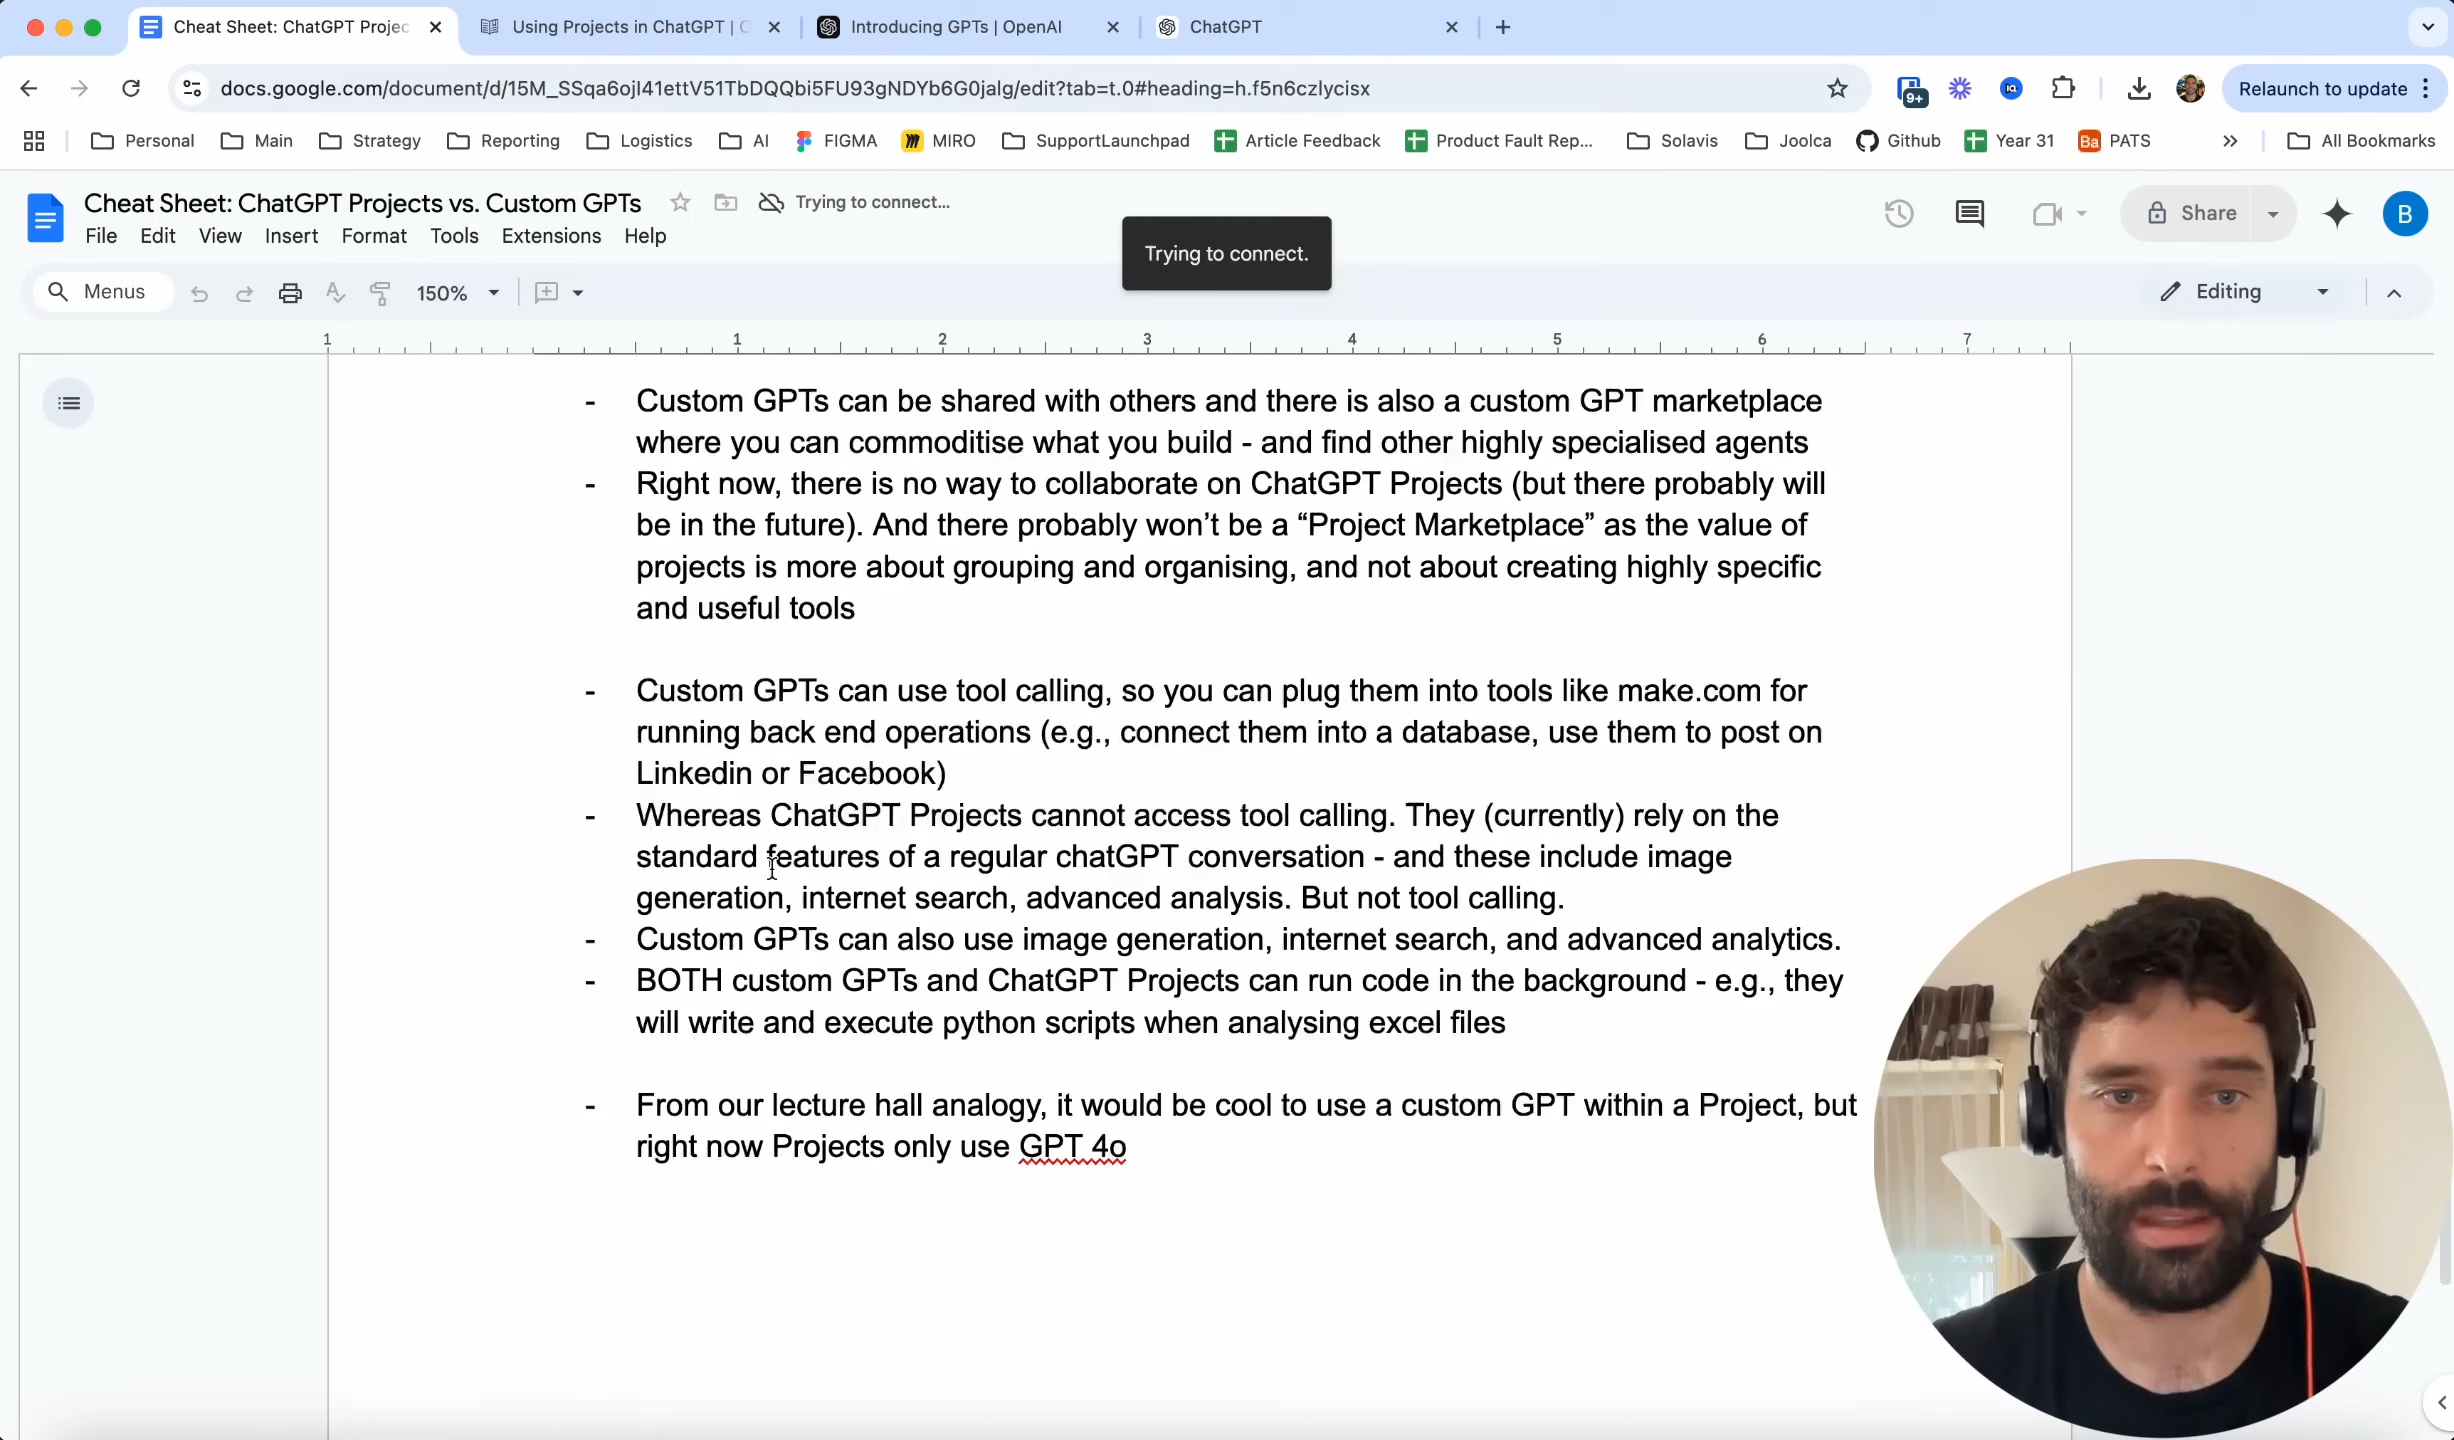 Cheat Sheet: ChatGPT Projec
Using Projects in ChatGPT |
Introducing GPTs | OpenAI
ChatGPT
docs.google.com/document/d/15M_SSqa6ojI41ettV51TbDQQbi5FU93gNDYb6G0jalg/edit?tab=t.0#heading=h.f5n6czlycisx
9+
IQ
Relaunch to update
Personal
Main
Strategy
Reporting
Logistics
AI
FIGMA
MIRO
SupportLaunchpad
Article Feedback
Product Fault Rep...
Solavis
Joolca
Github
Year 31
Ba PATS
All Bookmarks
Cheat Sheet: ChatGPT Projects vs. Custom GPTs
Trying to connect...
File Edit View Insert Format Tools Extensions Help
Trying to connect.
Share
B
Menus
150%
Editing
1 1 2 3 4 5 6 7
- Custom GPTs can be shared with others and there is also a custom GPT marketplace
where you can commoditise what you build - and find other highly specialised agents
- Right now, there is no way to collaborate on ChatGPT Projects (but there probably will
be in the future). And there probably won’t be a “Project Marketplace” as the value of
projects is more about grouping and organising, and not about creating highly specific
and useful tools
- Custom GPTs can use tool calling, so you can plug them into tools like make.com for
running back end operations (e.g., connect them into a database, use them to post on
Linkedin or Facebook)
- Whereas ChatGPT Projects cannot access tool calling. They (currently) rely on the
standard features of a regular chatGPT conversation - and these include image
generation, internet search, advanced analysis. But not tool calling.
- Custom GPTs can also use image generation, internet search, and advanced analytics.
- BOTH custom GPTs and ChatGPT Projects can run code in the background - e.g., they
will write and execute python scripts when analysing excel files
- From our lecture hall analogy, it would be cool to use a custom GPT within a Project, but
right now Projects only use GPT 4o